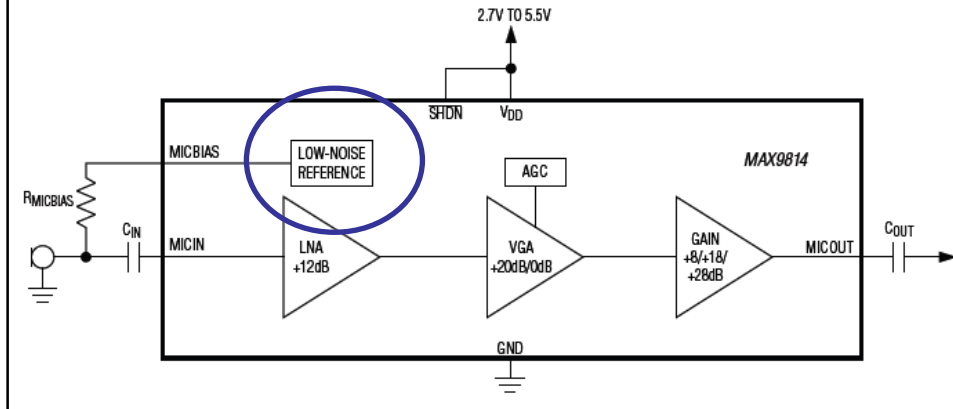 2.7V TO 5.5V
SHDN
VDD
MICBIAS
LOW-NOISE
REFERENCE
MAX9814
AGC
RMICBIAS
CIN
MICIN
LNA
+12dB
VGA
+20dB/0dB
GAIN
+8/+18/
+28dB
MICOUT
COUT
GND